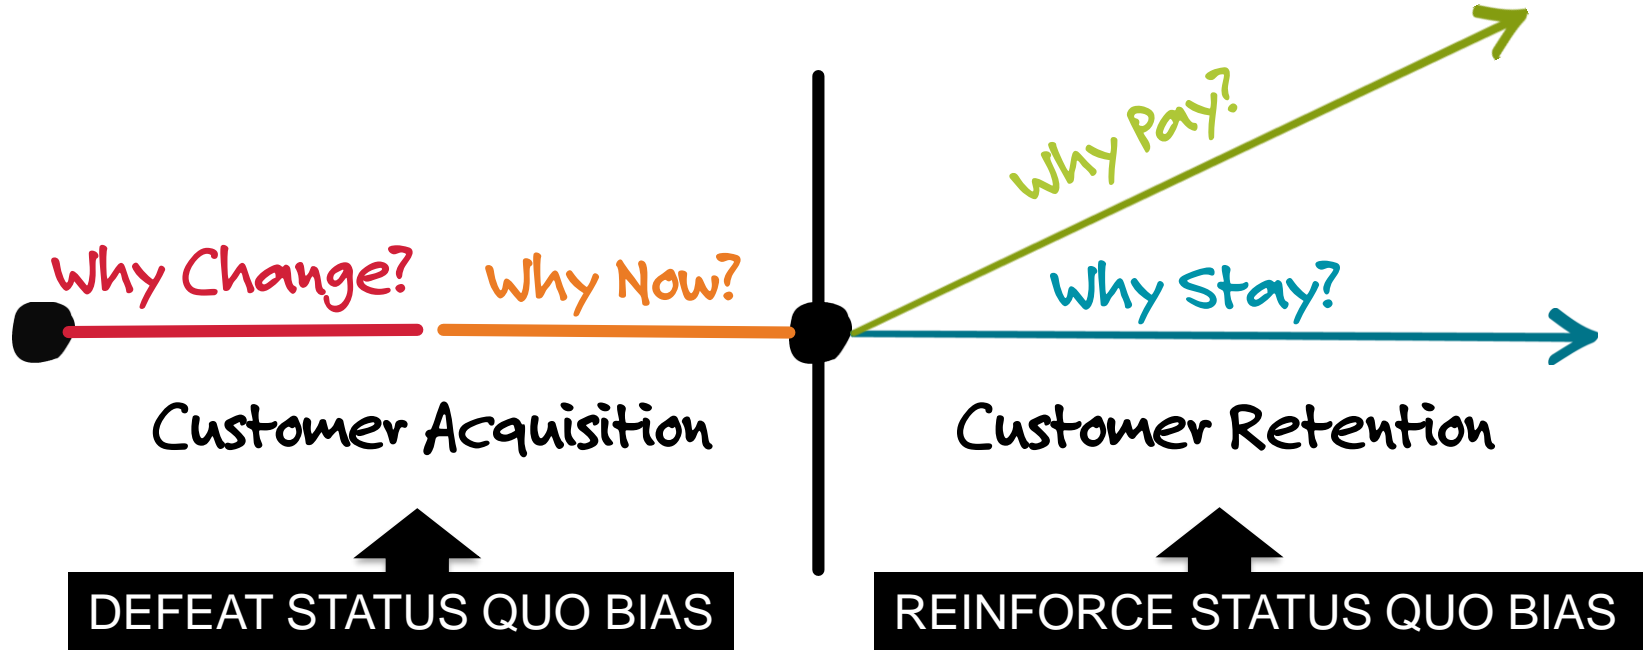 Why Change?
Why Now?
Why Pay?
Why Stay?
Customer Acquisition
Customer Retention
DEFEAT STATUS QUO BIAS
REINFORCE STATUS QUO BIAS